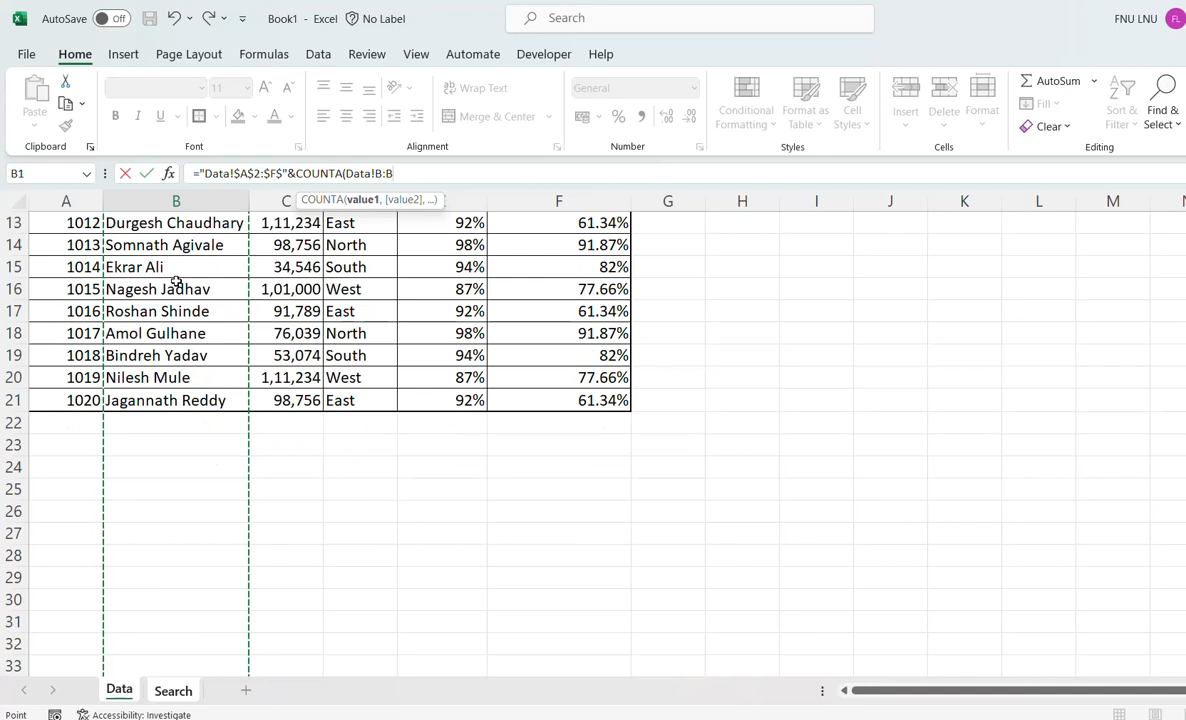 AutoSave Off Book1 - Excel No Label Search FNU LNU FL
File Home Insert Page Layout Formulas Data Review View Automate Developer Help
Paste 11 B I U Wrap Text Merge & Center General % Conditional Formatting Format as Table Cell Styles Insert Delete Format AutoSum Fill Clear Sort & Filter Find & Select
Clipboard Font Alignment Number Styles Cells Editing
B1 fx ="Data!$A$2:$F$"&COUNTA(Data!B:B
COUNTA(value1, [value2], ...)
A B C F G H I J K L M N
13 1012 Durgesh Chaudhary 1,11,234 East 92% 61.34%
14 1013 Somnath Agivale 98,756 North 98% 91.87%
15 1014 Ekrar Ali 34,546 South 94% 82%
16 1015 Nagesh Jadhav 1,01,000 West 87% 77.66%
17 1016 Roshan Shinde 91,789 East 92% 61.34%
18 1017 Amol Gulhane 76,039 North 98% 91.87%
19 1018 Bindreh Yadav 53,074 South 94% 82%
20 1019 Nilesh Mule 1,11,234 West 87% 77.66%
21 1020 Jagannath Reddy 98,756 East 92% 61.34%
22
23
24
25
26
27
28
29
30
31
32
33
Data Search
Point Accessibility: Investigate